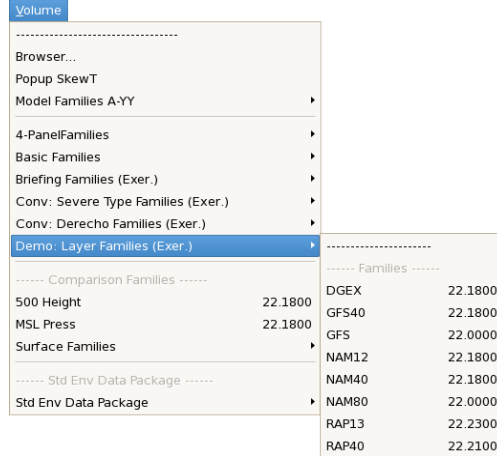 Volume
----------------------------------
Browser...
Popup SkewT
Model Families A-YY
4-PanelFamilies
Basic Families
Briefing Families (Exer.)
Conv: Severe Type Families (Exer.)
Conv: Derecho Families (Exer.)
Demo: Layer Families (Exer.)
------ Comparison Families ------
500 Height 22.1800
MSL Press 22.1800
Surface Families
------ Std Env Data Package ------
Std Env Data Package
----------------------
------ Families ------
DGEX 22.1800
GFS40 22.1800
GFS 22.0000
NAM12 22.1800
NAM40 22.1800
NAM80 22.0000
RAP13 22.2300
RAP40 22.2100